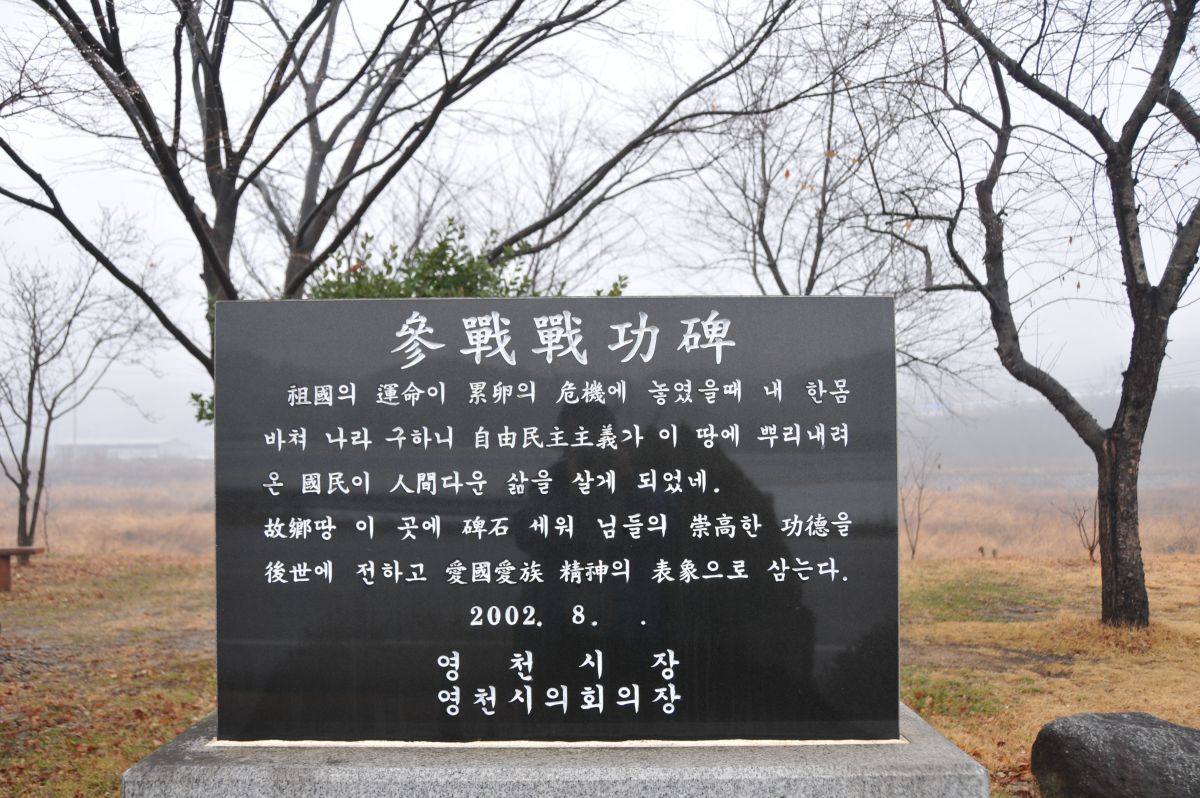 參戰戰功碑
祖國의 運命이 累卵의 危機에 놓였을때 내 한몸
바쳐 나라 구하니 自由民主主義가 이 땅에 뿌리내려
온 國民이 人間다운 삶을 살게 되었네.
故鄕땅 이 곳에 碑石 세워 님들의 崇高한 功德을
後世에 전하고 愛國愛族 精神의 表象으로 삼는다.
2002. 8. .
영 천 시 장
영천시의회의장